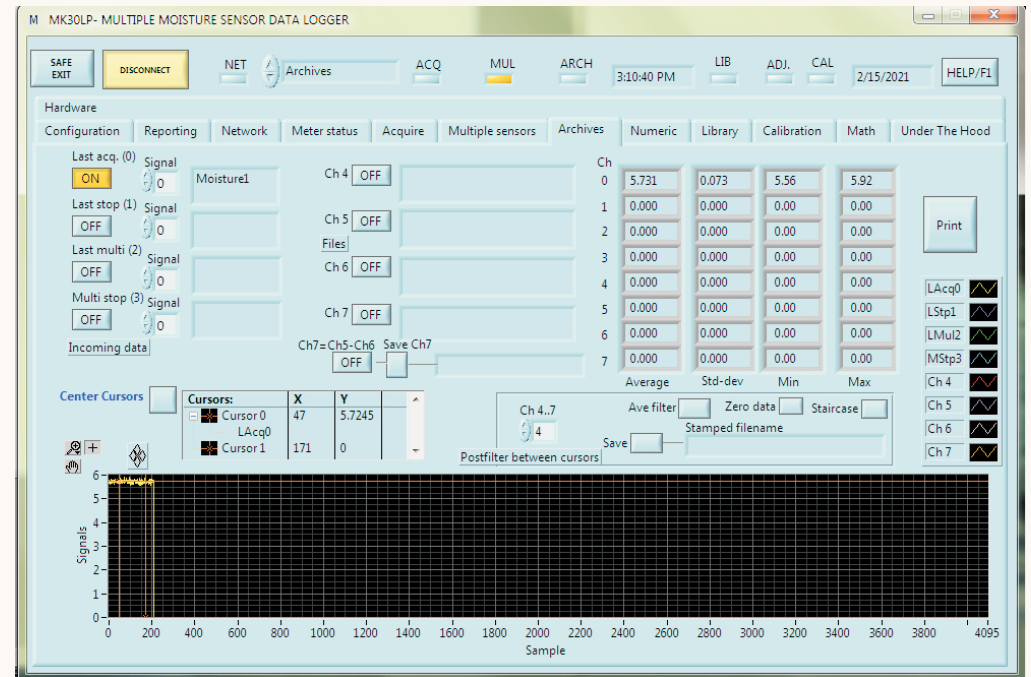 M MK30LP- MULTIPLE MOISTURE SENSOR DATA LOGGER
SAFE EXIT
DISCONNECT
NET
Archives
ACQ
MUL
ARCH
3:10:40 PM
LIB
ADJ.
CAL
2/15/2021
HELP/F1
Hardware
Configuration Reporting Network Meter status Acquire Multiple sensors Archives Numeric Library Calibration Math Under The Hood
Last acq. (0) Signal
ON 0 Moisture1
Last stop (1) Signal
OFF 0
Last multi (2) Signal
OFF 0
Multi stop (3) Signal
OFF 0
Incoming data
Ch 4 OFF
Ch 5 OFF
Files
Ch 6 OFF
Ch 7 OFF
Ch7=Ch5-Ch6 Save Ch7
OFF
Ch
0 5.731 0.073 5.56 5.92
1 0.000 0.000 0.00 0.00
2 0.000 0.000 0.00 0.00
3 0.000 0.000 0.00 0.00
4 0.000 0.000 0.00 0.00
5 0.000 0.000 0.00 0.00
6 0.000 0.000 0.00 0.00
7 0.000 0.000 0.00 0.00
Average Std-dev Min Max
Print
LAcq0
LStp1
LMul2
MStp3
Ch 4
Ch 5
Ch 6
Ch 7
Center Cursors
Cursors: X Y
Cursor 0 47 5.7245
LAcq0
Cursor 1 171 0
Ch 4..7
4
Ave filter Zero data Staircase
Save Stamped filename
Postfilter between cursors
Signals
6
5
4
3
2
1
0
0 200 400 600 800 1000 1200 1400 1600 1800 2000 2200 2400 2600 2800 3000 3200 3400 3600 3800 4095
Sample